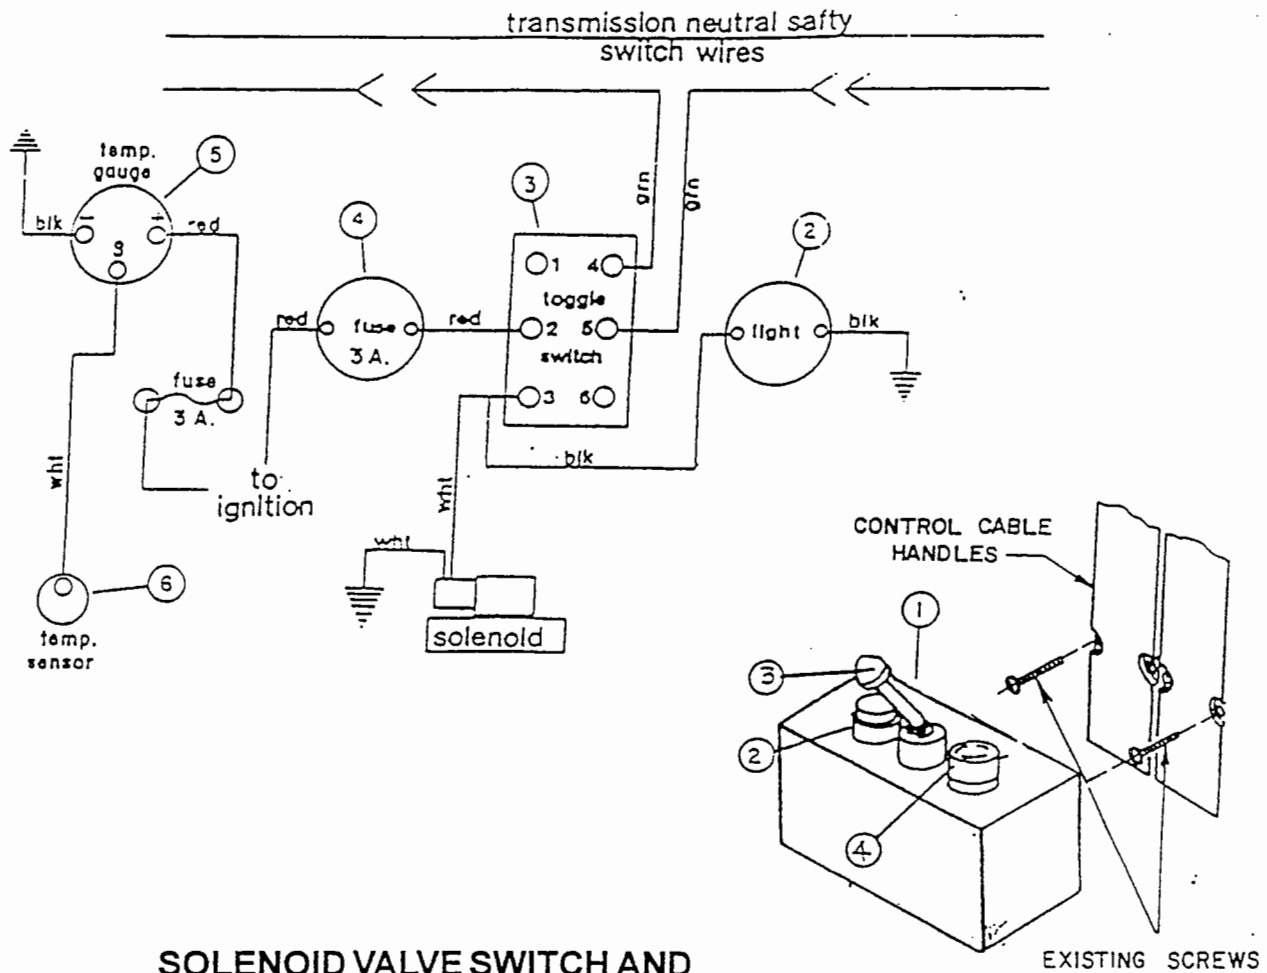 transmission neutral safty
switch wires
temp.
gauge
5
blk
-
+
red
S
fuse
3 A.
wht
6
temp.
sensor
4
red
fuse
3 A.
red
to
ignition
3
grn
grn
1 4
toggle
2 5
switch
3 6
2
light
blk
blk
wht
wht
solenoid
CONTROL CABLE
HANDLES
1
3
2
4
EXISTING SCREWS
SOLENOID VALVE SWITCH AND